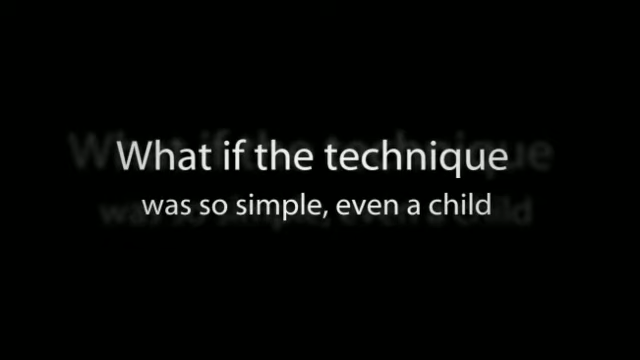 What if the technique
was so simple, even a child